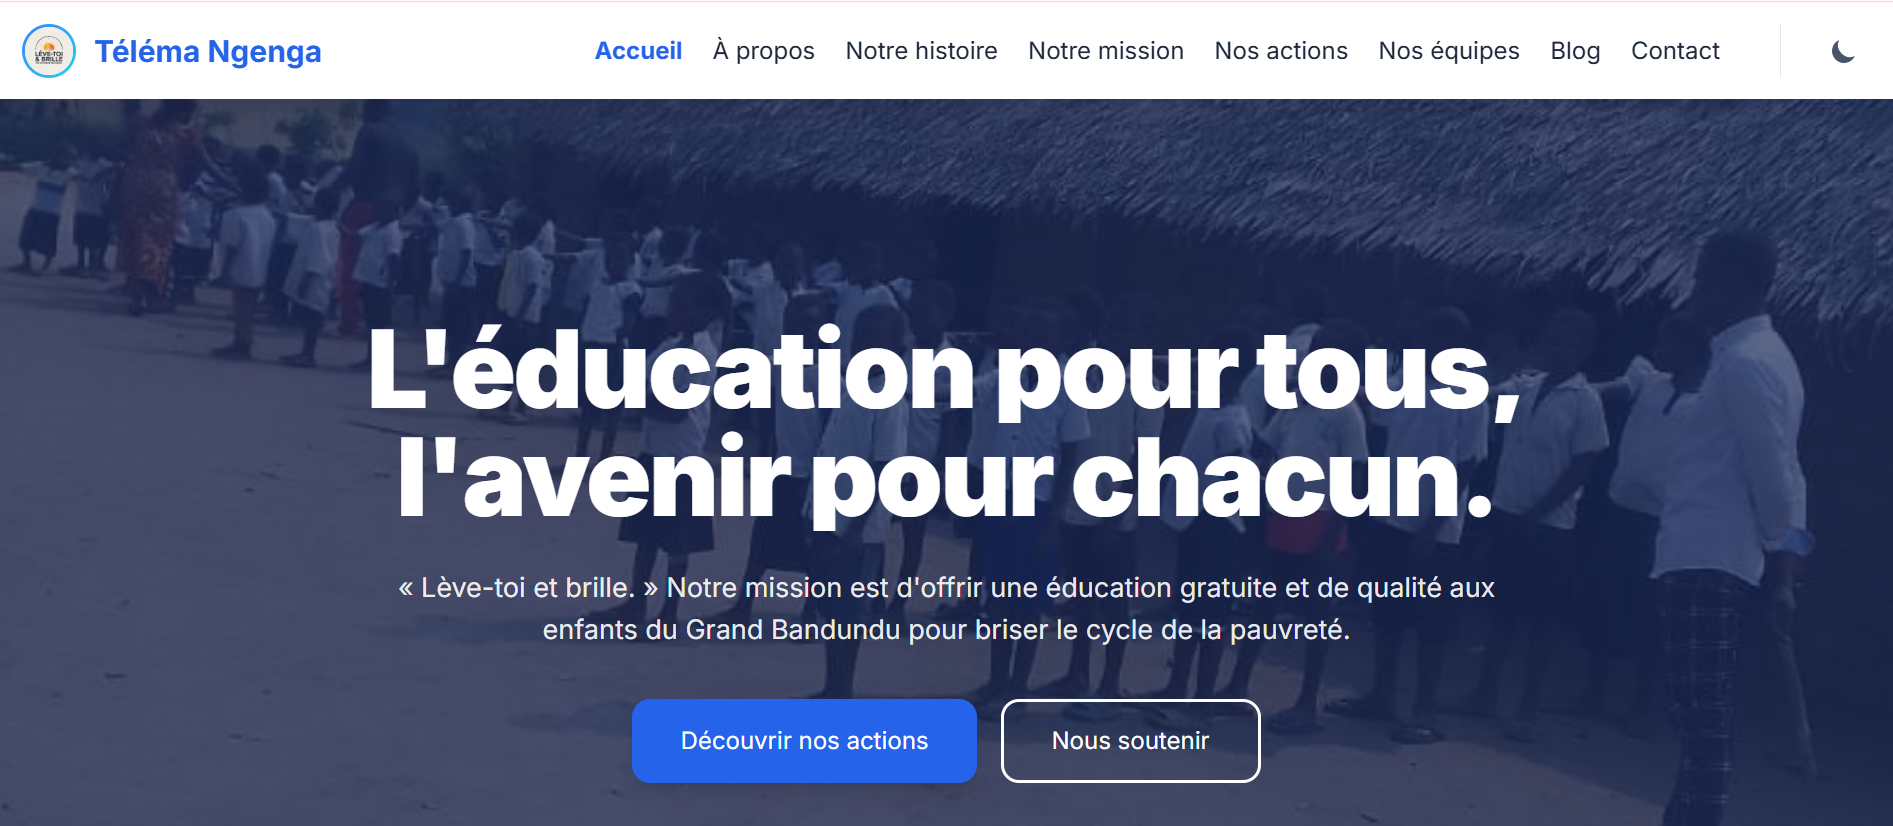 LÈVE-TOI
& BRILLE
Téléma Ngenga
Accueil
À propos
Notre histoire
Notre mission
Nos actions
Nos équipes
Blog
Contact
L'éducation pour tous,
l'avenir pour chacun.
« Lève-toi et brille. » Notre mission est d'offrir une éducation gratuite et de qualité aux
enfants du Grand Bandundu pour briser le cycle de la pauvreté.
Découvrir nos actions
Nous soutenir